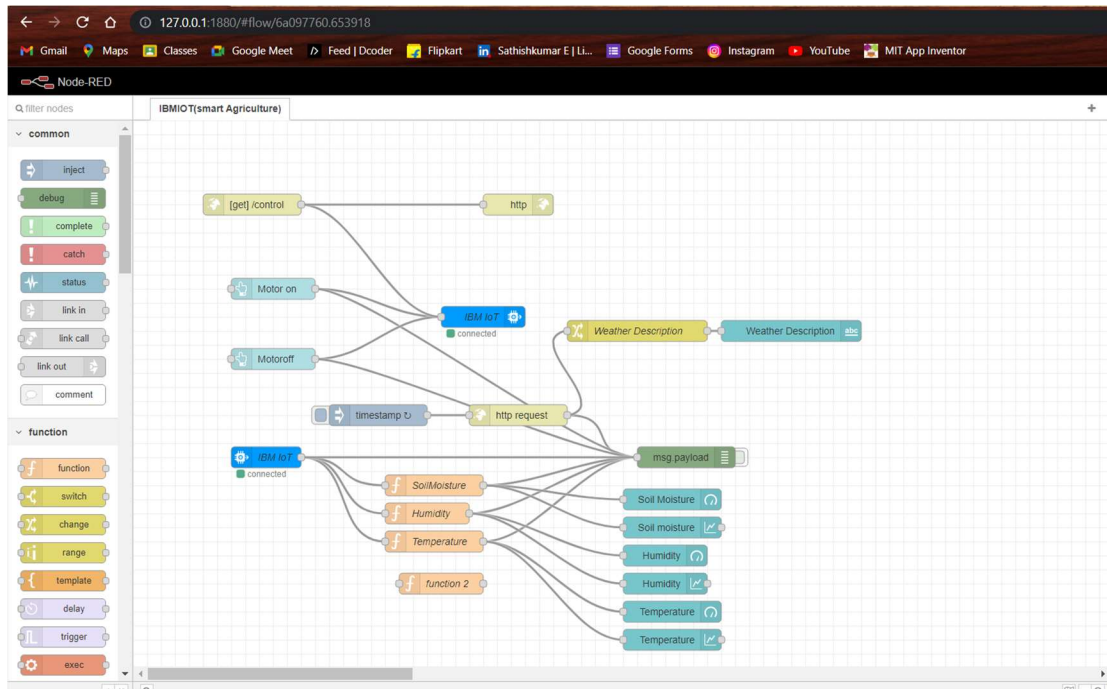 127.0.0.1:1880/#flow/6a097760.653918
Gmail Maps Classes Google Meet Feed | Dcoder Flipkart Sathishkumar E | Li... Google Forms Instagram YouTube MIT App Inventor
Node-RED
filter nodes
IBMIOT(smart Agriculture)
common
inject
debug
complete
catch
status
link in
link call
link out
comment
function
function
switch
change
range
template
delay
trigger
exec
[get] /control
http
Motor on
IBM IoT
connected
Weather Description
Weather Description
abc
Motoroff
timestamp ↻
http request
IBM IoT
connected
msg.payload
SoilMoisture
Humidity
Temperature
function 2
Soil Moisture
Soil moisture
Humidity
Humidity
Temperature
Temperature